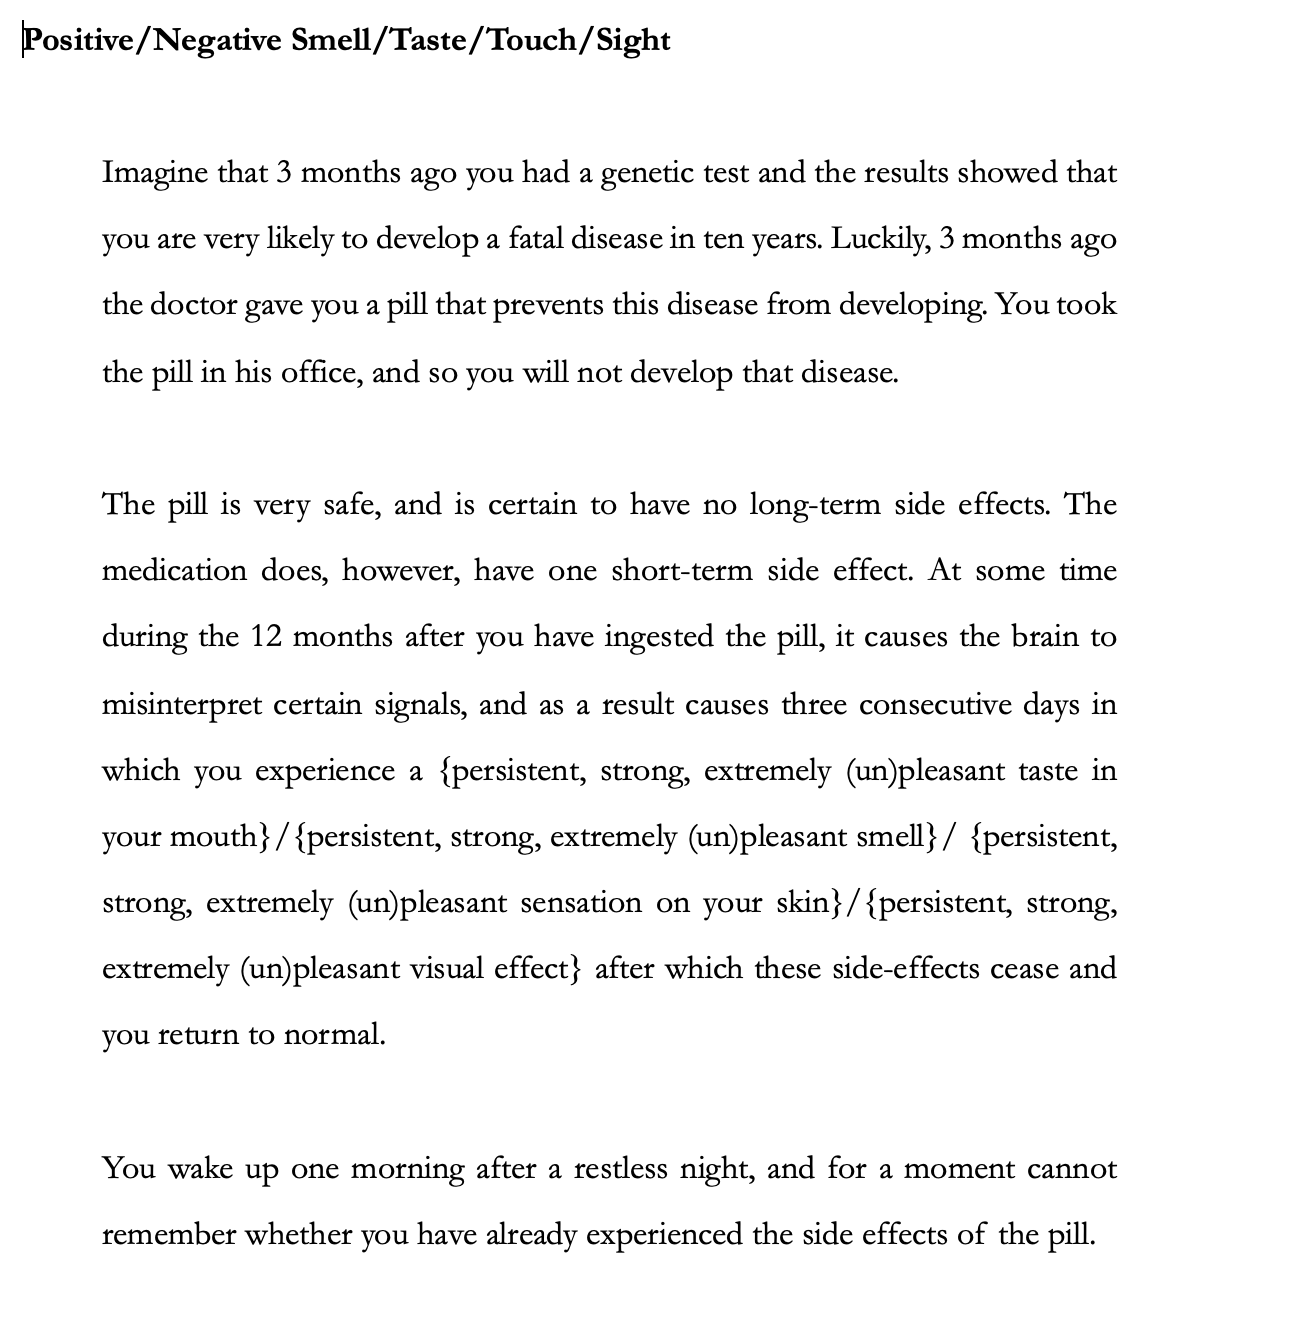 Positive/Negative Smell/Taste/Touch/Sight
Imagine that 3 months ago you had a genetic test and the results showed that
you are very likely to develop a fatal disease in ten years. Luckily, 3 months ago
the doctor gave you a pill that prevents this disease from developing. You took
the pill in his office, and so you will not develop that disease.
The pill is very safe, and is certain to have no long-term side effects. The
medication does, however, have one short-term side effect. At some time
during the 12 months after you have ingested the pill, it causes the brain to
misinterpret certain signals, and as a result causes three consecutive days in
which you experience a {persistent, strong, extremely (un)pleasant taste in
your mouth}/{persistent, strong, extremely (un)pleasant smell}/ {persistent,
strong, extremely (un)pleasant sensation on your skin}/{persistent, strong,
extremely (un)pleasant visual effect} after which these side-effects cease and
you return to normal.
You wake up one morning after a restless night, and for a moment cannot
remember whether you have already experienced the side effects of the pill.